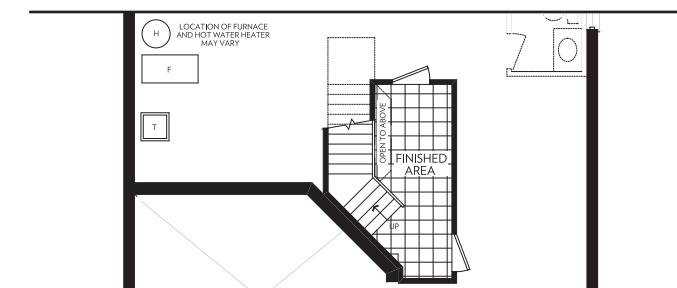 H
LOCATION OF FURNACE
AND HOT WATER HEATER
MAY VARY
F
T
OPEN TO ABOVE
FINISHED
AREA
UP